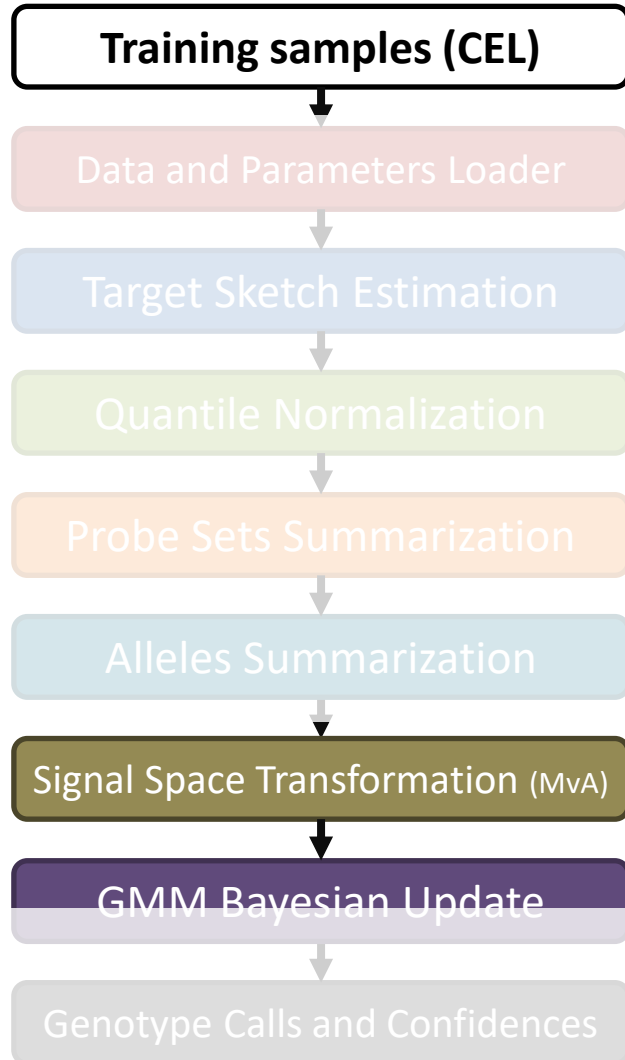 Training samples (CEL)
Data and Parameters Loader
Target Sketch Estimation
Quantile Normalization
Probe Sets Summarization
Alleles Summarization
Signal Space Transformation (MvA)
GMM Bayesian Update
Genotype Calls and Confidences